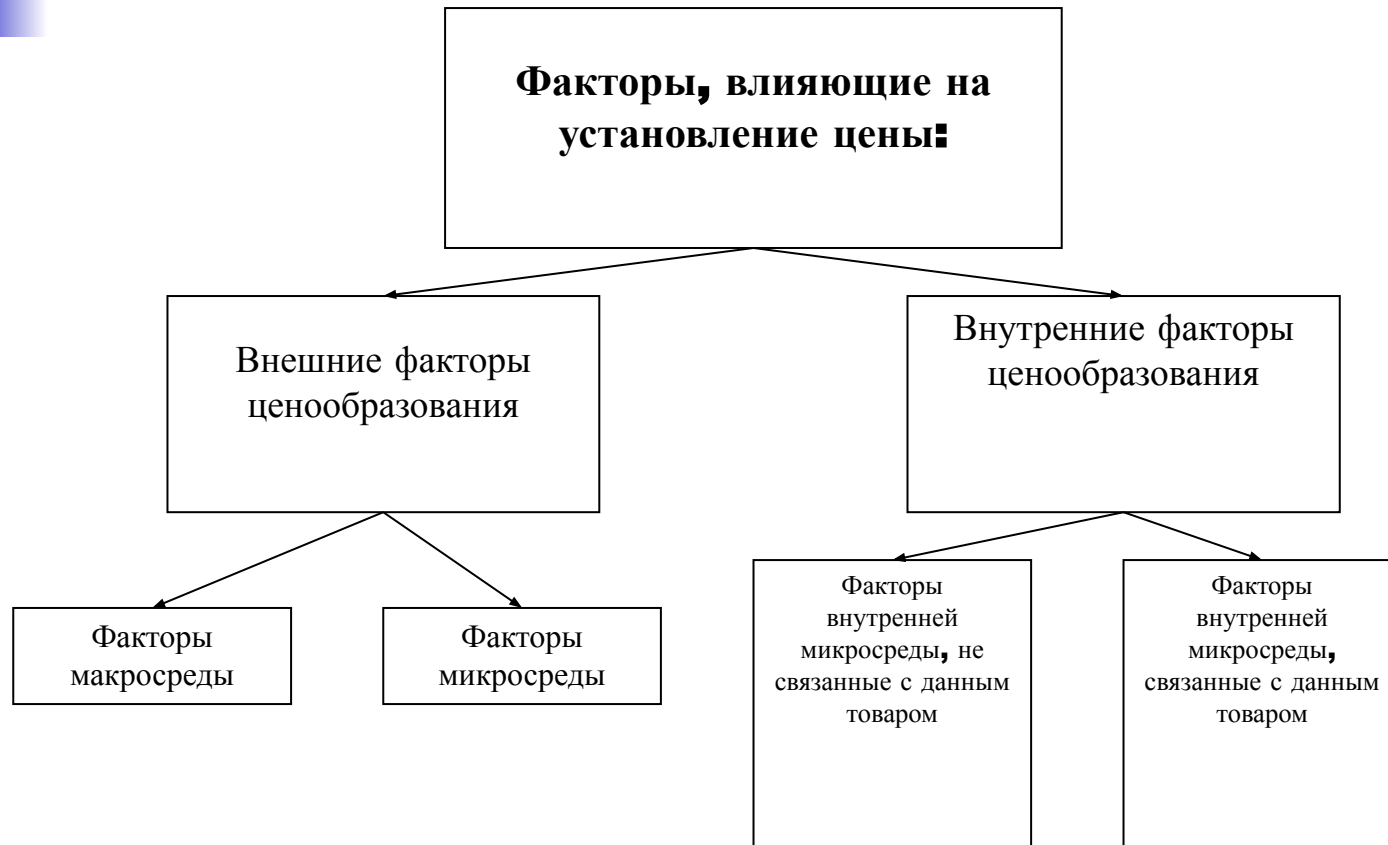 Факторы, влияющие на
установление цены:
Внешние факторы
ценообразования
Внутренние факторы
ценообразования
Факторы
макросреды
Факторы
микросреды
Факторы
внутренней
микросреды, не
связанные с данным
товаром
Факторы
внутренней
микросреды,
связанные с данным
товаром